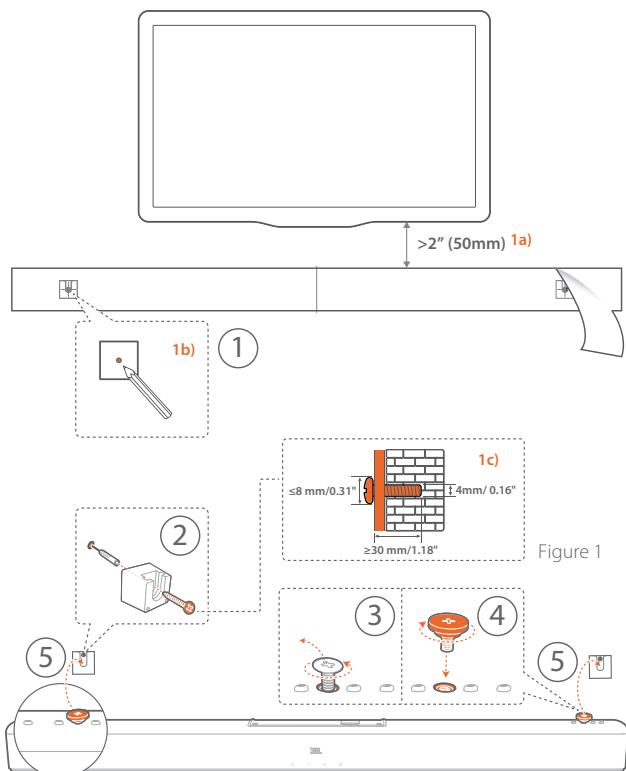 >2” (50mm) 1a)
1b)
1
1c)
≤8 mm/0.31"
4mm/ 0.16"
≥30 mm/1.18"
Figure 1
2
3
4
5
5
JBL